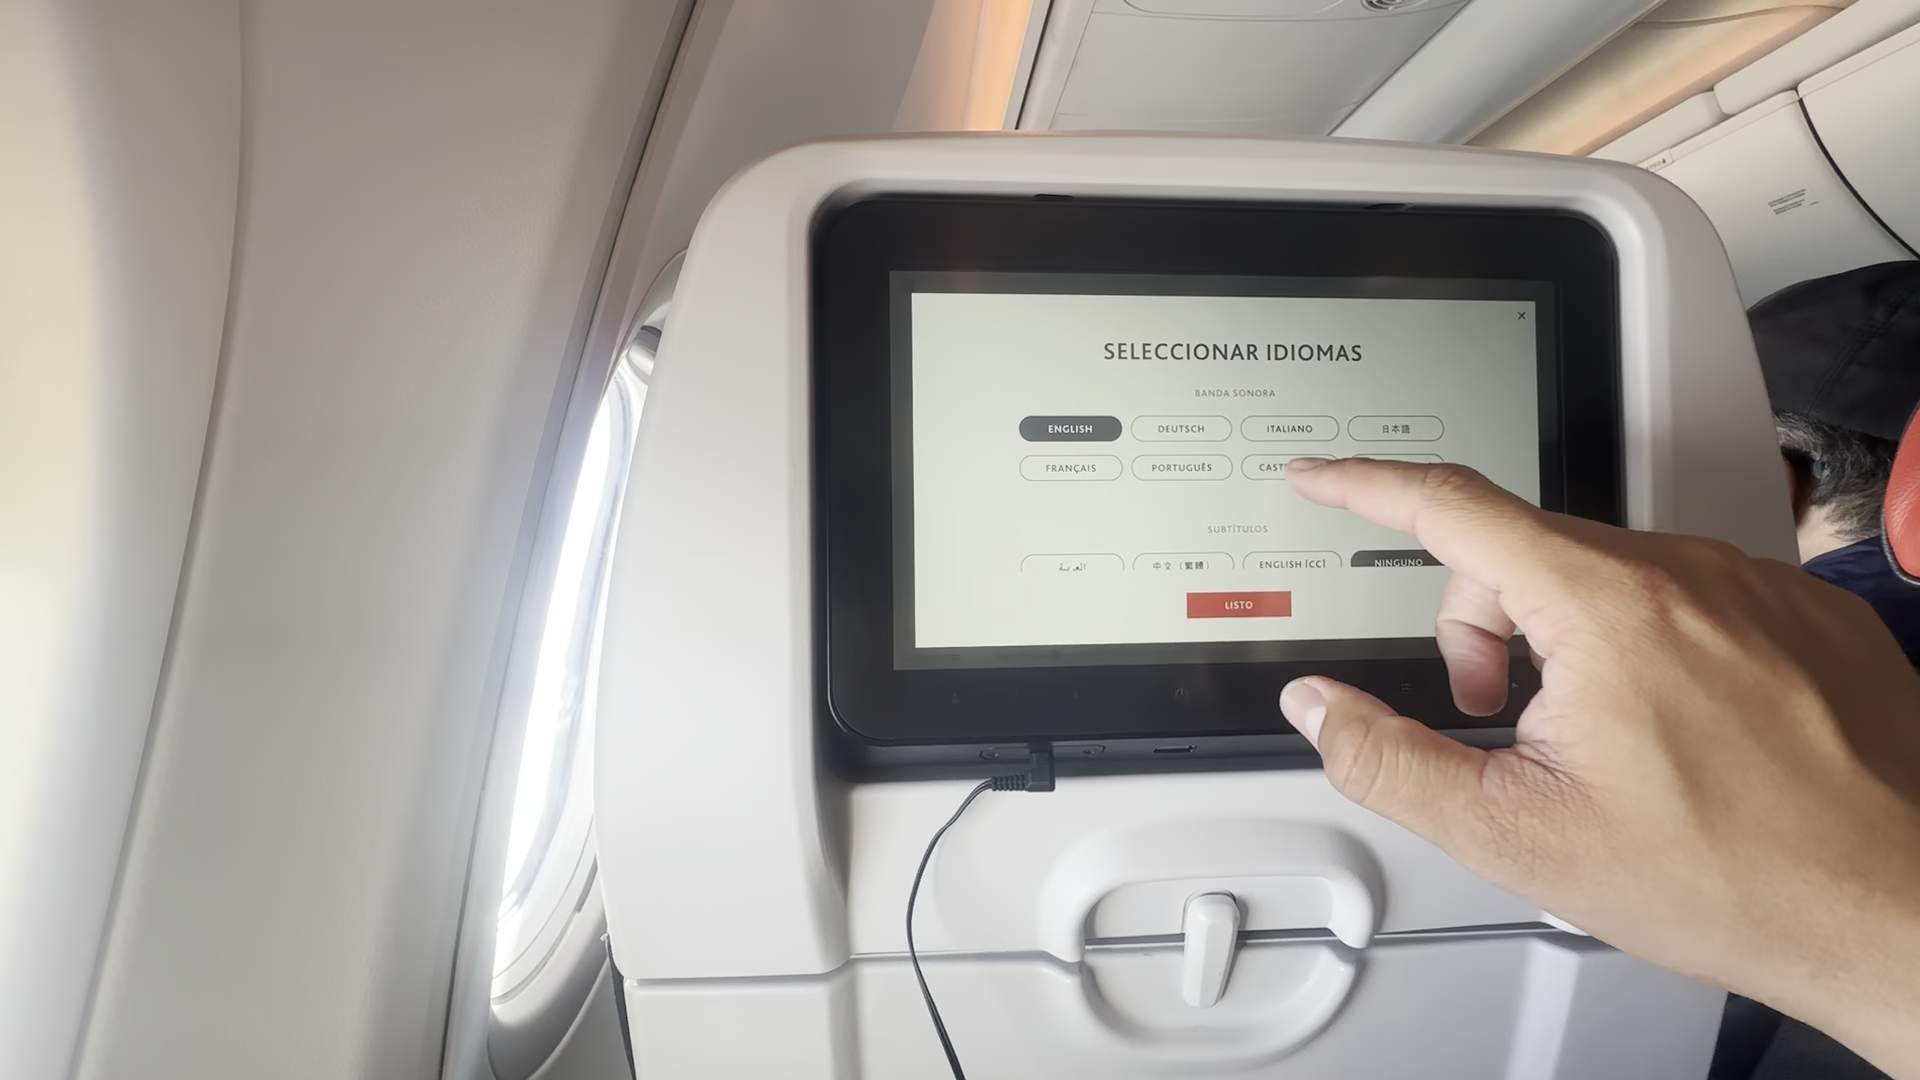 SELECCIONAR IDIOMAS
BANDA SONORA
ENGLISH DEUTSCH ITALIANO 日本語
FRANÇAIS PORTUGUÊS
SUBTÍTULOS
العربية 中文 (繁體) ENGLISH [CC] NINGUNO
LISTO